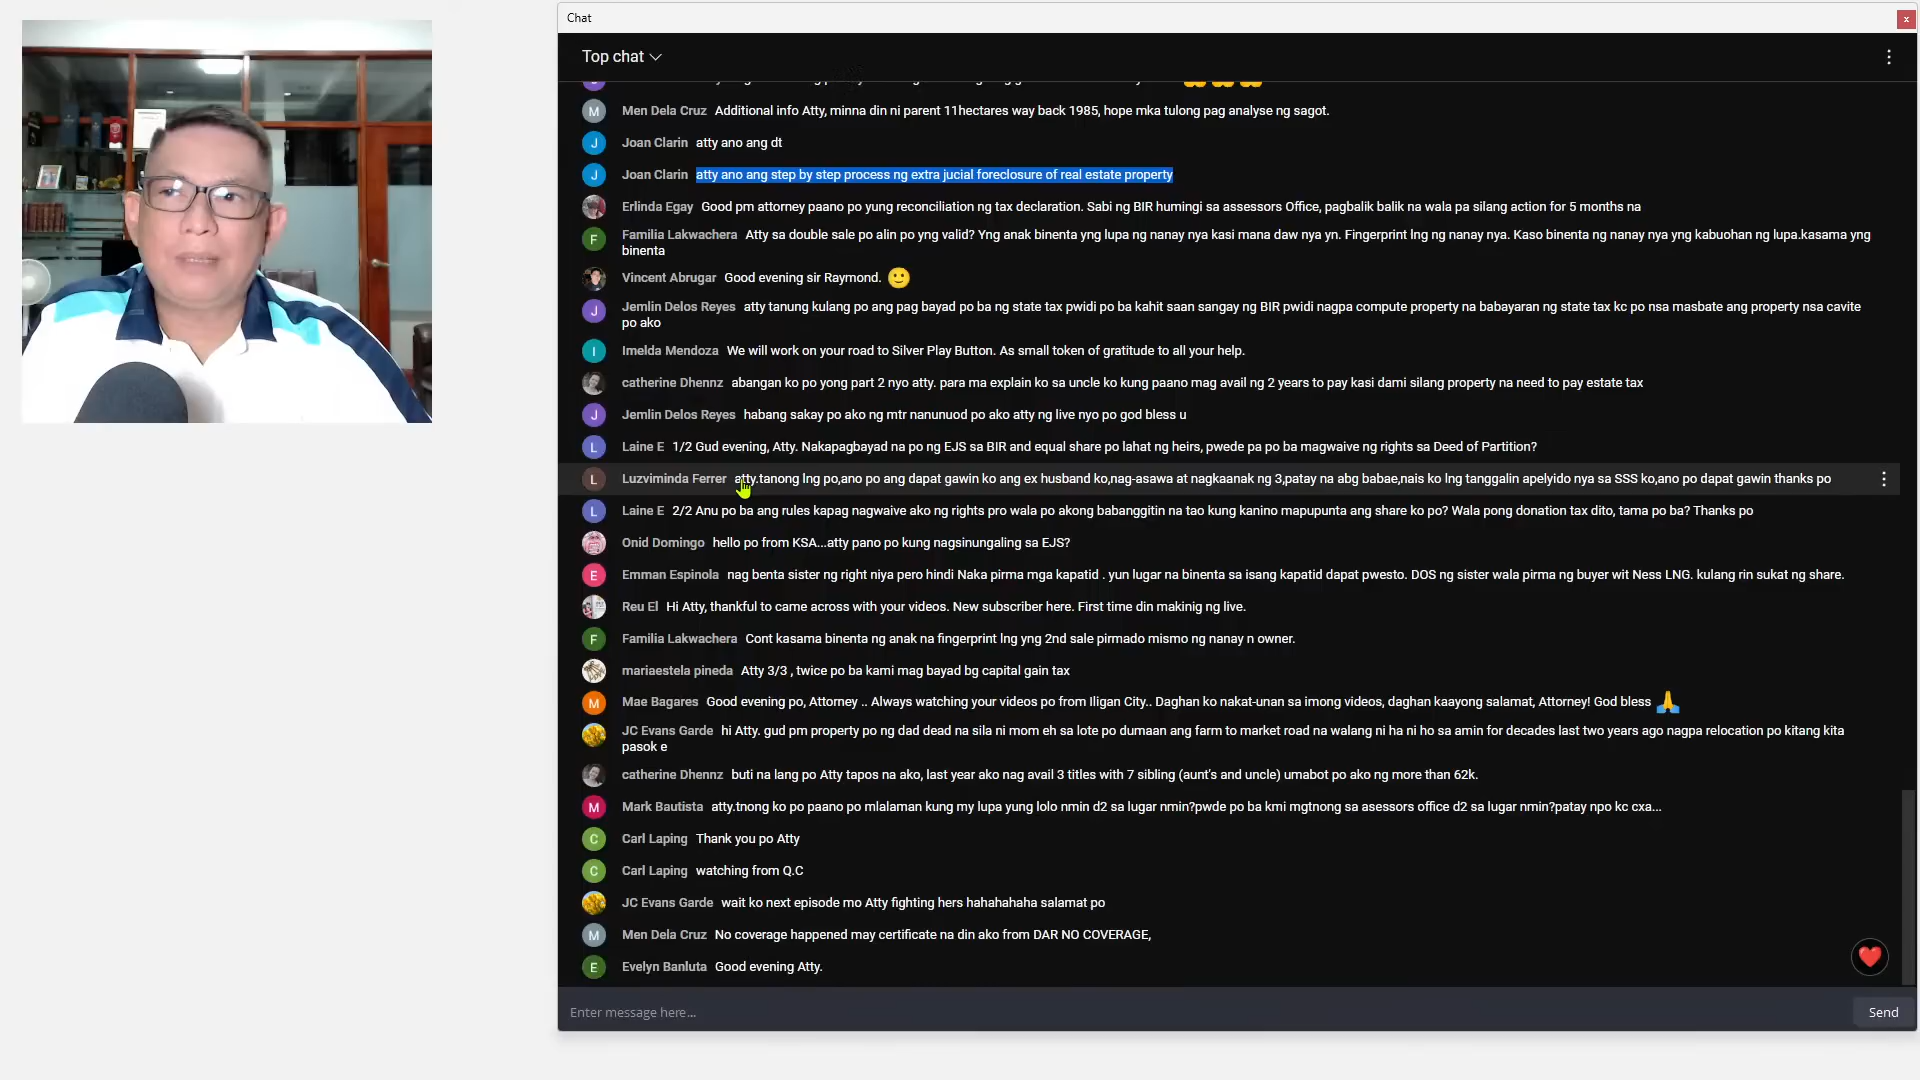 Chat
Top chat
M Men Dela Cruz Additional info Atty, minna din ni parent 11hectares way back 1985, hope mka tulong pag analyse ng sagot.
J Joan Clarin atty ano ang dt
J Joan Clarin atty ano ang step by step process ng extra jucial foreclosure of real estate property
Erlinda Egay Good pm attorney paano po yung reconciliation ng tax declaration. Sabi ng BIR humingi sa assessors Office, pagbalik balik na wala pa silang action for 5 months na
F Familia Lakwachera Atty sa double sale po alin po yng valid? Yng anak binenta yng lupa ng nanay nya kasi mana daw nya yn. Fingerprint lng ng nanay nya. Kaso binenta ng nanay nya yng kabuohan ng lupa.kasama yng
binenta
Vincent Abrugar Good evening sir Raymond. 🙂
J Jemlin Delos Reyes atty tanung kulang po ang pag bayad po ba ng state tax pwidi po ba kahit saan sangay ng BIR pwidi nagpa compute property na babayaran ng state tax kc po nsa masbate ang property nsa cavite
po ako
I Imelda Mendoza We will work on your road to Silver Play Button. As small token of gratitude to all your help.
catherine Dhennz abangan ko po yong part 2 nyo atty. para ma explain ko sa uncle ko kung paano mag avail ng 2 years to pay kasi dami silang property na need to pay estate tax
J Jemlin Delos Reyes habang sakay po ako ng mtr nanunuod po ako atty ng live nyo po god bless u
L Laine E 1/2 Gud evening, Atty. Nakapagbayad na po ng EJS sa BIR and equal share po lahat ng heirs, pwede pa po ba magwaive ng rights sa Deed of Partition?
L Luzviminda Ferrer atty.tanong lng po,ano po ang dapat gawin ko ang ex husband ko,nag-asawa at nagkaanak ng 3,patay na abg babae,nais ko lng tanggalin apelyido nya sa SSS ko,ano po dapat gawin thanks po
L Laine E 2/2 Anu po ba ang rules kapag nagwaive ako ng rights pro wala po akong babanggitin na tao kung kanino mapupunta ang share ko po? Wala pong donation tax dito, tama po ba? Thanks po
Onid Domingo hello po from KSA...atty pano po kung nagsinungaling sa EJS?
E Emman Espinola nag benta sister ng right niya pero hindi Naka pirma mga kapatid . yun lugar na binenta sa isang kapatid dapat pwesto. DOS ng sister wala pirma ng buyer wit Ness LNG. kulang rin sukat ng share.
Reu El Hi Atty, thankful to came across with your videos. New subscriber here. First time din makinig ng live.
F Familia Lakwachera Cont kasama binenta ng anak na fingerprint lng yng 2nd sale pirmado mismo ng nanay n owner.
mariaestela pineda Atty 3/3 , twice po ba kami mag bayad bg capital gain tax
M Mae Bagares Good evening po, Attorney .. Always watching your videos po from Iligan City.. Daghan ko nakat-unan sa imong videos, daghan kaayong salamat, Attorney! God bless 🙏
JC Evans Garde hi Atty. gud pm property po ng dad dead na sila ni mom eh sa lote po dumaan ang farm to market road na walang ni ha ni ho sa amin for decades last two years ago nagpa relocation po kitang kita
pasok e
catherine Dhennz buti na lang po Atty tapos na ako, last year ako nag avail 3 titles with 7 sibling (aunt's and uncle) umabot po ako ng more than 62k.
M Mark Bautista atty.tnong ko po paano po mlalaman kung my lupa yung lolo nmin d2 sa lugar nmin?pwde po ba kmi mgtnong sa asessors office d2 sa lugar nmin?patay npo kc cxa...
C Carl Laping Thank you po Atty
C Carl Laping watching from Q.C
JC Evans Garde wait ko next episode mo Atty fighting hers hahahahaha salamat po
M Men Dela Cruz No coverage happened may certificate na din ako from DAR NO COVERAGE,
E Evelyn Banluta Good evening Atty.
Enter message here...
Send